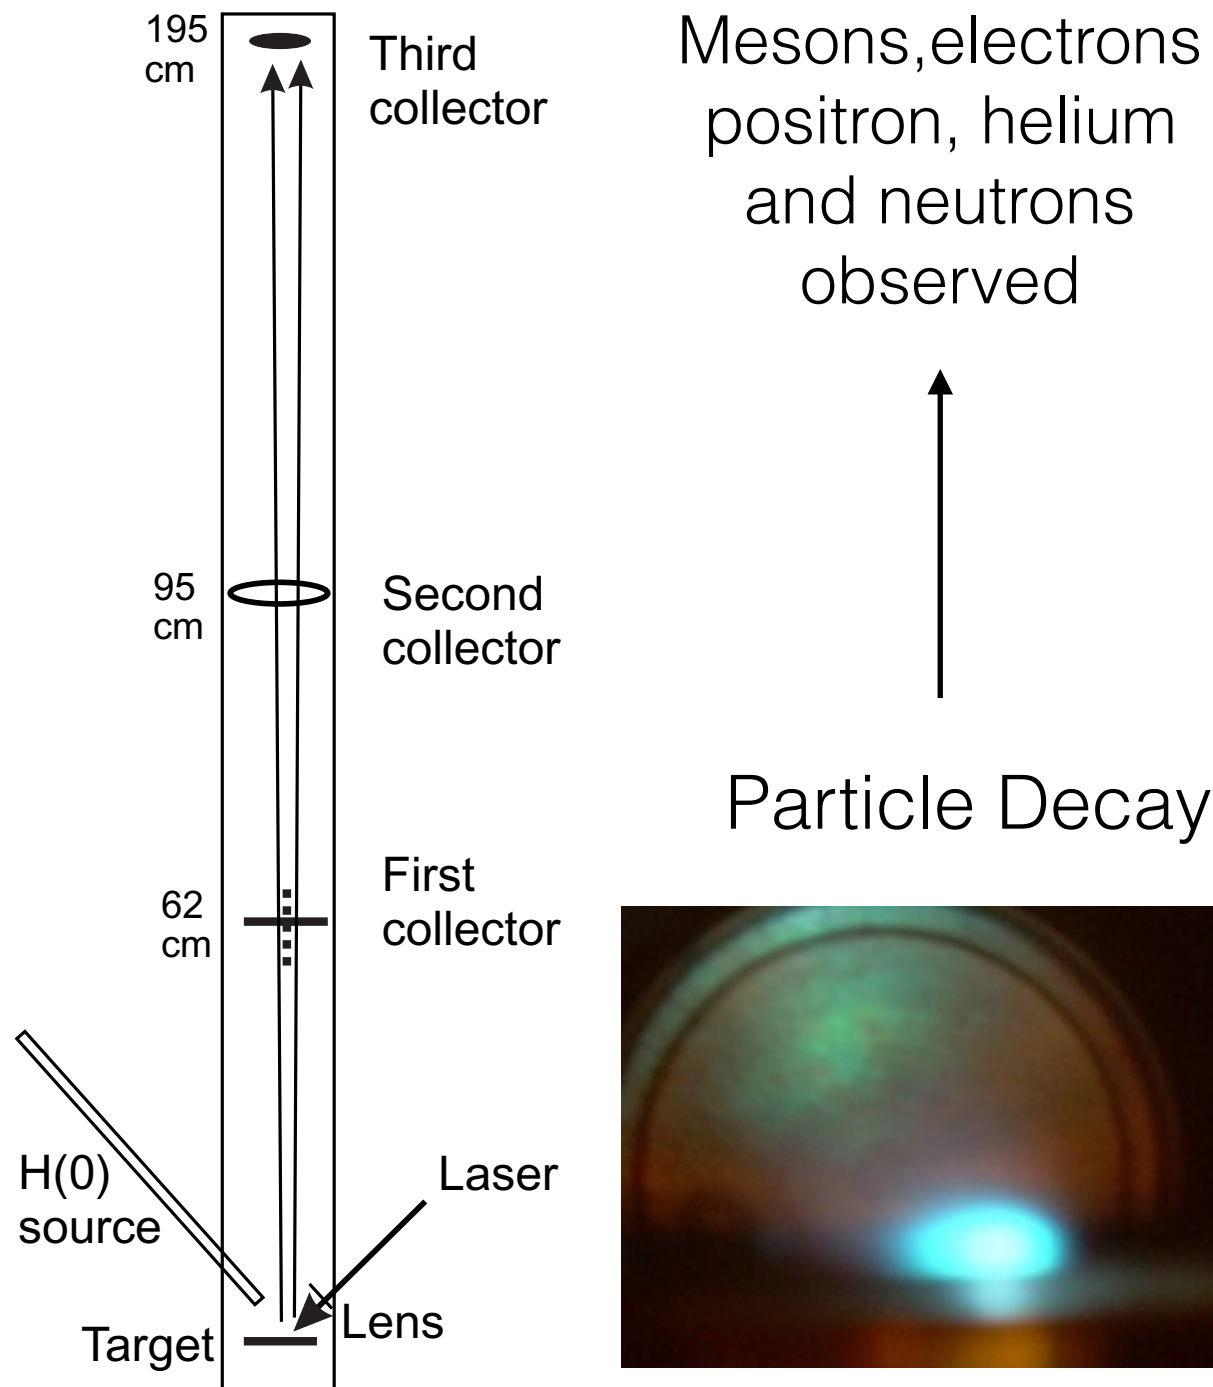 195
cm
Third
collector
95
cm
Second
collector
62
cm
First
collector
H(0)
source
Laser
Lens
Target
Mesons,electrons
positron, helium
and neutrons
observed
Particle Decay